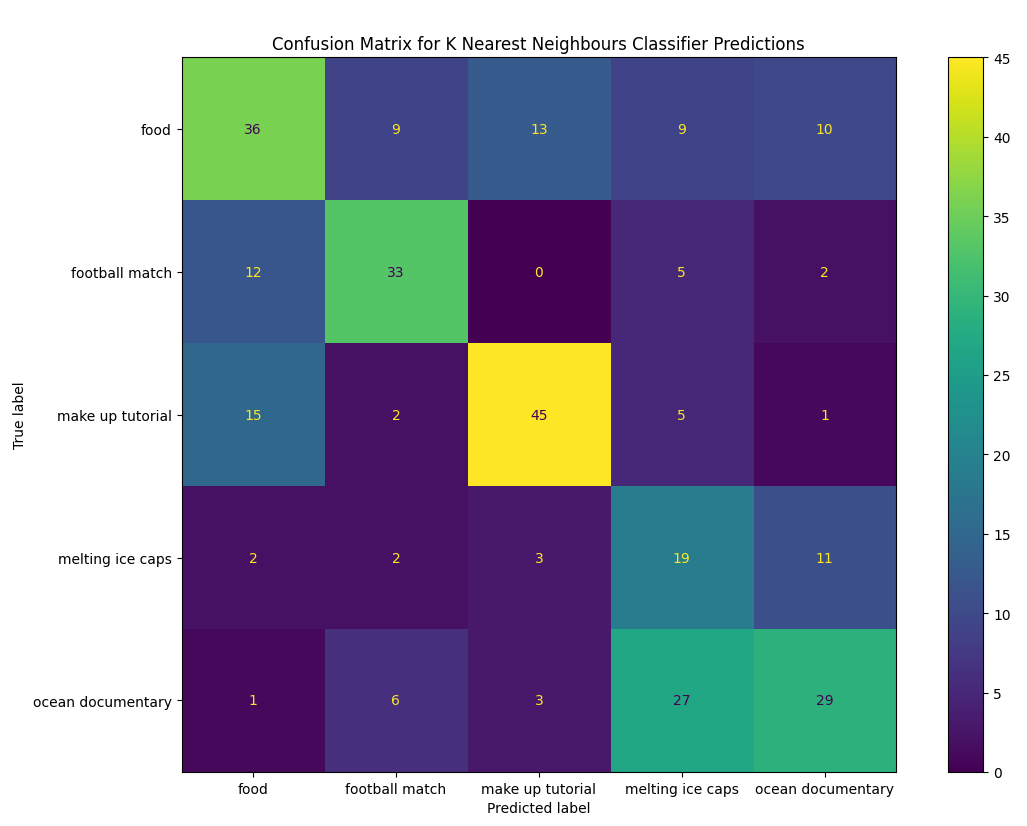 Confusion Matrix for K Nearest Neighbours Classifier Predictions
food 36 9 13 9 10
football match 12 33 0 5 2
make up tutorial 15 2 45 5 1
melting ice caps 2 2 3 19 11
ocean documentary 1 6 3 27 29
food football match make up tutorial melting ice caps ocean documentary
Predicted label
True label
45
40
35
30
25
20
15
10
5
0